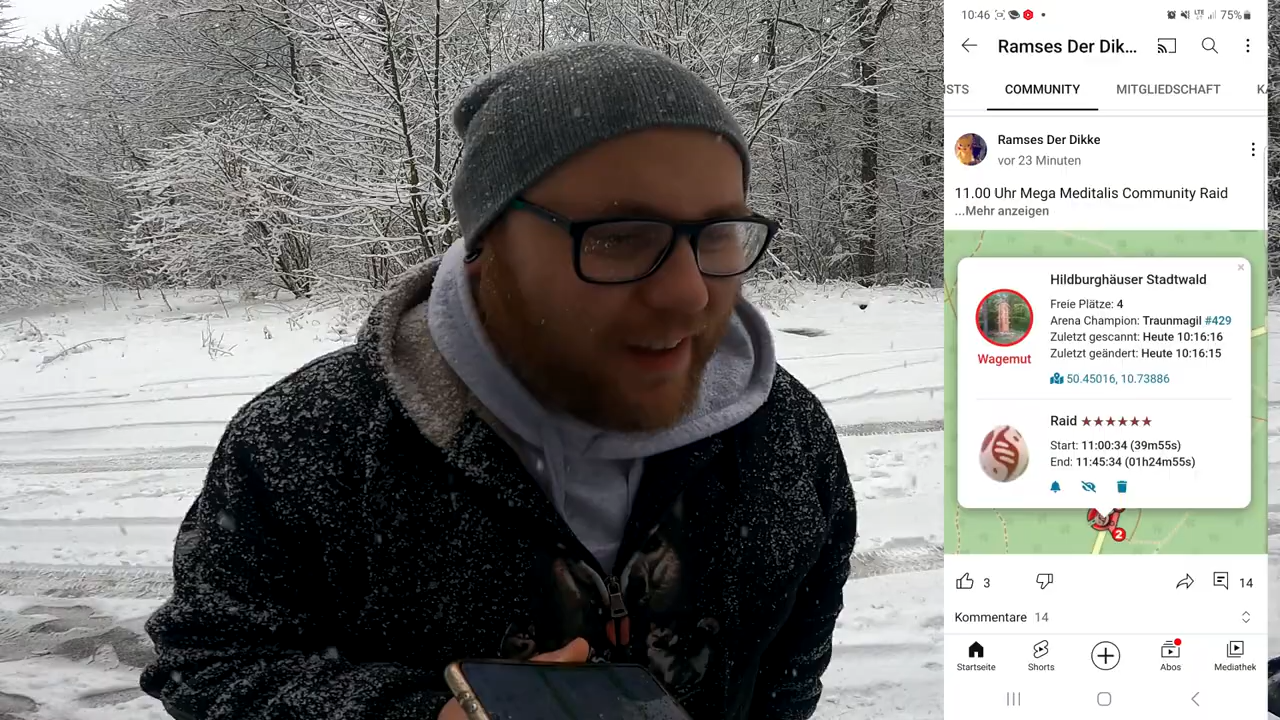 10:46
LTE
75%
Ramses Der Dik...
STS
COMMUNITY
MITGLIEDSCHAFT
Ramses Der Dikke
vor 23 Minuten
11.00 Uhr Mega Meditalis Community Raid
...Mehr anzeigen
Hildburghäuser Stadtwald
Freie Plätze: 4
Arena Champion: Traunmagil #429
Zuletzt gescannt: Heute 10:16:16
Zuletzt geändert: Heute 10:16:15
Wagemut
50.45016, 10.73886
Raid ★★★★★★
Start: 11:00:34 (39m55s)
End: 11:45:34 (01h24m55s)
2
3
14
Kommentare 14
Startseite
Shorts
Abos
Mediathek